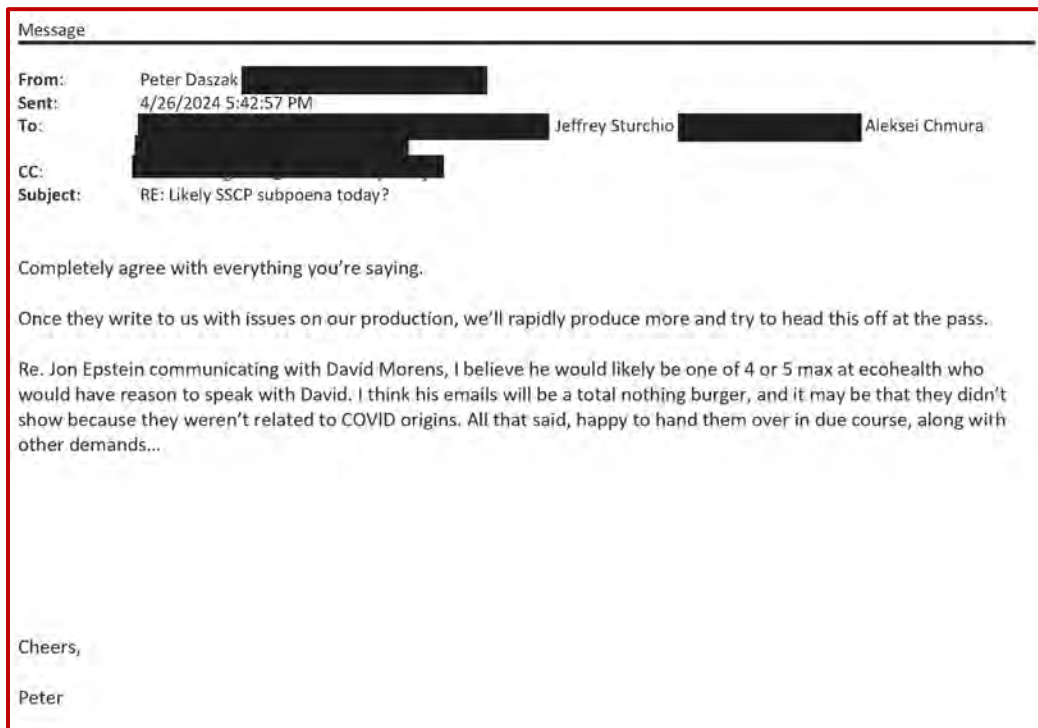 Message
From: Peter Daszak
Sent: 4/26/2024 5:42:57 PM
To: Jeffrey Sturchio Aleksei Chmura
CC:
Subject: RE: Likely SSCP subpoena today?
Completely agree with everything you're saying.
Once they write to us with issues on our production, we'll rapidly produce more and try to head this off at the pass.
Re. Jon Epstein communicating with David Morens, I believe he would likely be one of 4 or 5 max at ecohealth who
would have reason to speak with David. I think his emails will be a total nothing burger, and it may be that they didn't
show because they weren't related to COVID origins. All that said, happy to hand them over in due course, along with
other demands...
Cheers,
Peter